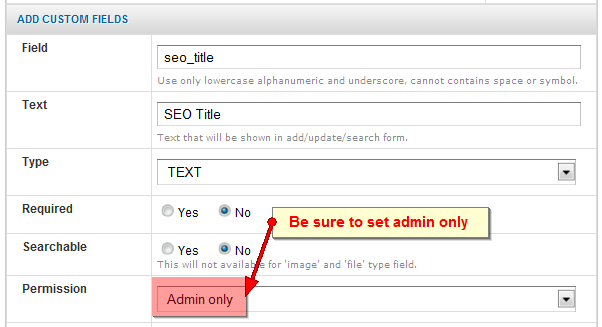 ADD CUSTOM FIELDS
Field
seo_title
Use only lowercase alphanumeric and underscore, cannot contains space or symbol.
Text
SEO Title
Text that will be shown in add/update/search form.
Type
TEXT
Required
Yes No
Be sure to set admin only
Searchable
Yes No
This will not available for 'image' and 'file' type field.
Permission
Admin only